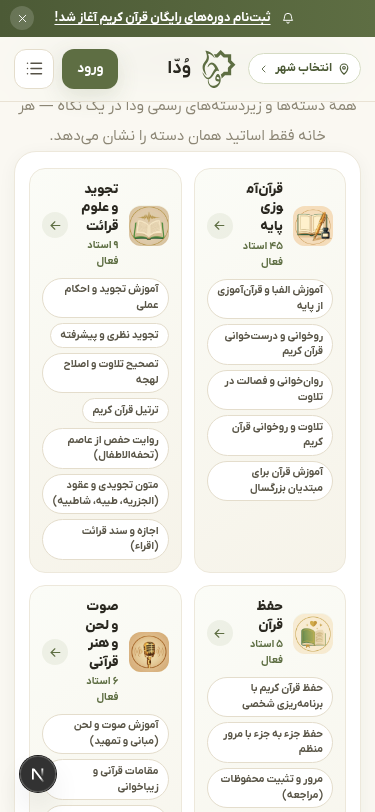 ثبت‌نام دوره‌های رایگان قرآن کریم آغاز شد!
انتخاب شهر
وُدّا
ورود
همه دسته‌ها و زیردسته‌های رسمی ودا در یک نگاه — هر
خانه فقط اساتید همان دسته را نشان می‌دهد.
قرآن‌آم
وزی
پایه
۴۵ استاد
فعال
آموزش الفبا و قرآن‌آموزی
از پایه
روخوانی و درست‌خوانی
قرآن کریم
روان‌خوانی و فصالت در
تلاوت
تلاوت و روخوانی قرآن
کریم
آموزش قرآن برای
مبتدیان بزرگسال
تجوید
و علوم
قرائت
۹ استاد
فعال
آموزش تجوید و احکام
عملی
تجوید نظری و پیشرفته
تصحیح تلاوت و اصلاح
لهجه
ترتیل قرآن کریم
روایت حفص از عاصم
(تحفه‌الاطفال)
متون تجویدی و عقود
(الجزریه، طیبه، شاطبیه)
اجازه و سند قرائت
(اقراء)
حفظ
قرآن
۵ استاد
فعال
حفظ قرآن کریم با
برنامه‌ریزی شخصی
حفظ جزء به جزء با مرور
منظم
مرور و تثبیت محفوظات
(مراجعه)
صوت
و لحن
و هنر
قرآنی
۶ استاد
فعال
آموزش صوت و لحن
(مبانی و تمهید)
مقامات قرآنی و
زیباخوانی
N